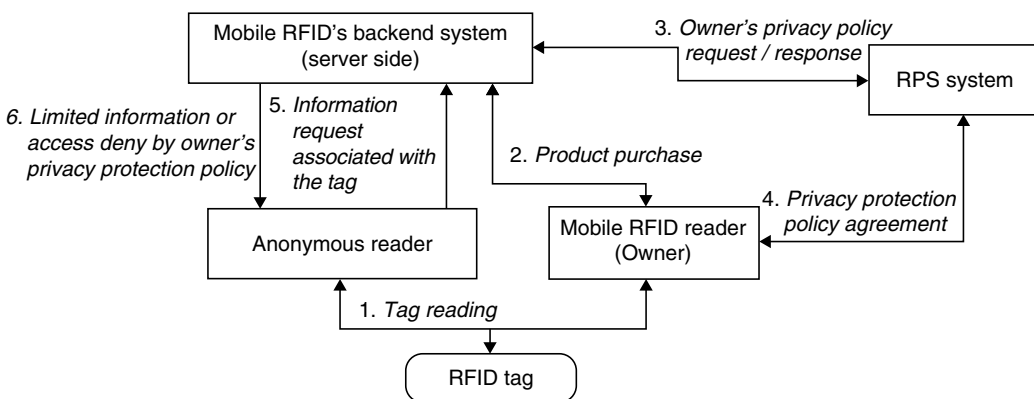 Mobile RFID's backend system
(server side)
3. Owner's privacy policy
request / response
RPS system
6. Limited information or
access deny by owner's
privacy protection policy
5. Information
request
associated with
the tag
2. Product purchase
4. Privacy protection
policy agreement
Anonymous reader
Mobile RFID reader
(Owner)
1. Tag reading
RFID tag